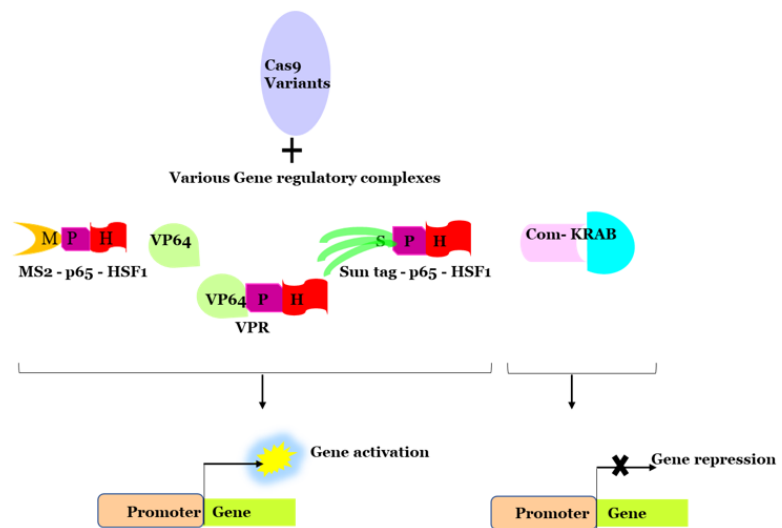 Cas9
Variants
+
Various Gene regulatory complexes
M P H
MS2 - p65 - HSF1
VP64
VP64 P H
VPR
S P H
Sun tag - p65 - HSF1
Com- KRAB
Gene activation
Promoter Gene
Gene repression
Promoter Gene